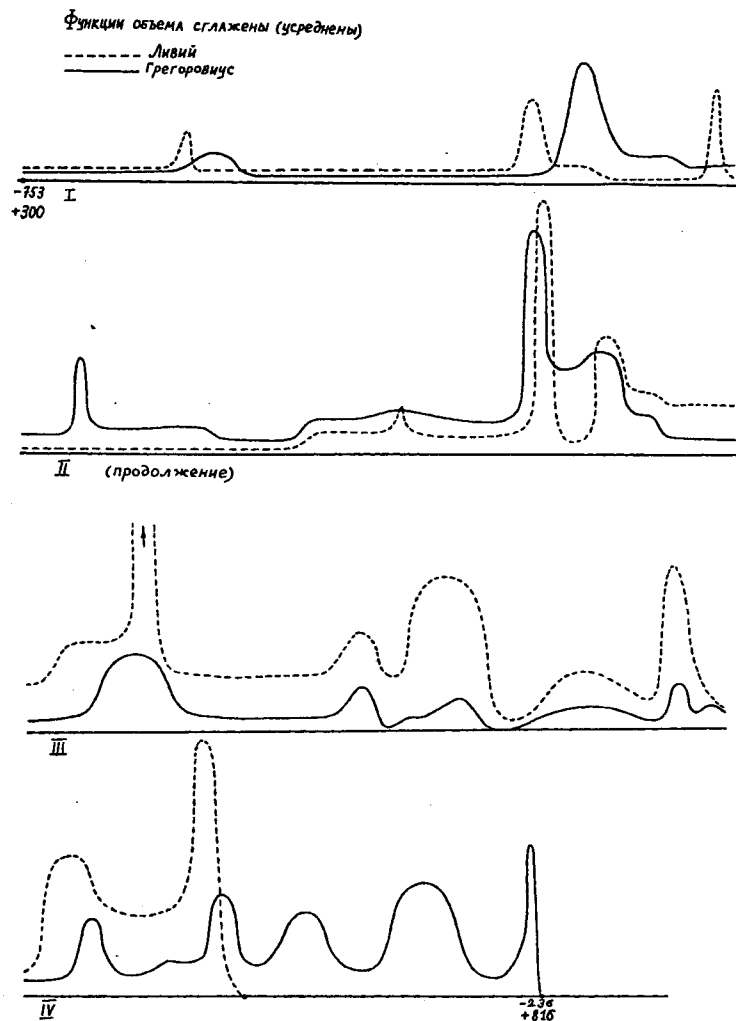 Функции объема сглажены (усреднены)
Ливий
Грегоровиус
-753
+300
I
II (продолжение)
III
IV
-236
+816